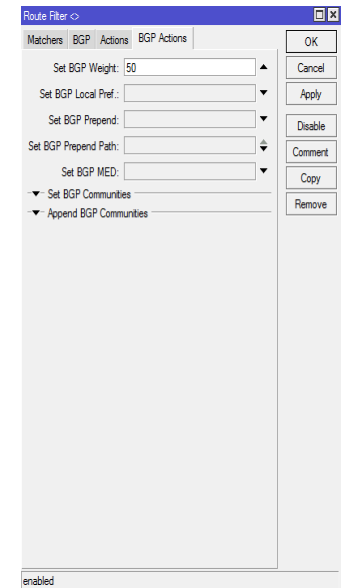 Route Filter <>
Matchers BGP Actions BGP Actions
OK
Set BGP Weight: 50
Cancel
Set BGP Local Pref.:
Apply
Set BGP Prepend:
Disable
Set BGP Prepend Path:
Comment
Set BGP MED:
Copy
Set BGP Communities
Remove
Append BGP Communities
enabled